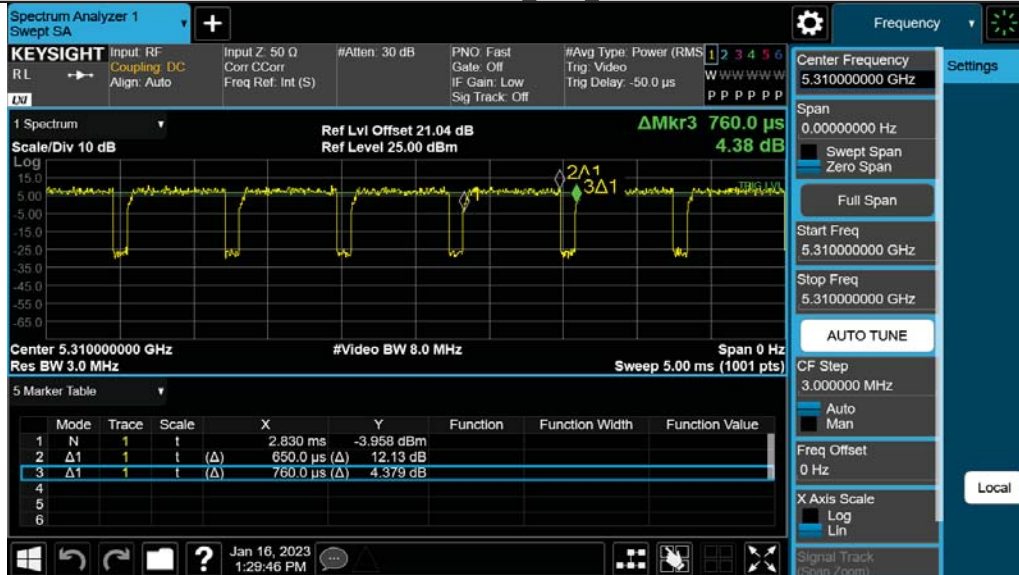 Spectrum Analyzer 1
Swept SA
Frequency
KEYSIGHT
RL
LXI
Input: RF
Coupling: DC
Align: Auto
Input Z: 50 Ω
Corr CCorr
Freq Ref: Int (S)
#Atten: 30 dB
PNO: Fast
Gate: Off
IF Gain: Low
Sig Track: Off
#Avg Type: Power (RMS
Trig: Video
Trig Delay: -50.0 µs
1 2 3 4 5 6
W W W W W W
P P P P P P
Center Frequency
5.310000000 GHz
Settings
1 Spectrum
Scale/Div 10 dB
Ref Lvl Offset 21.04 dB
Ref Level 25.00 dBm
ΔMkr3 760.0 µs
4.38 dB
Span
0.00000000 Hz
Swept Span
Zero Span
Full Span
Start Freq
5.310000000 GHz
Stop Freq
5.310000000 GHz
AUTO TUNE
Log
15.0
5.00
-5.00
-15.0
-25.0
-35.0
-45.0
-55.0
-65.0
2Δ1
3Δ1
1
TRIG LVL
Center 5.310000000 GHz
#Video BW 8.0 MHz
Span 0 Hz
Res BW 3.0 MHz
Sweep 5.00 ms (1001 pts)
CF Step
3.000000 MHz
Auto
Man
Freq Offset
0 Hz
X Axis Scale
Log
Lin
Signal Track
(Span Zoom)
Local
5 Marker Table
Mode Trace Scale X Y Function Function Width Function Value
1 N 1 t 2.830 ms -3.958 dBm
2 Δ1 1 t (Δ) 650.0 µs (Δ) 12.13 dB
3 Δ1 1 t (Δ) 760.0 µs (Δ) 4.379 dB
4
5
6
?
Jan 16, 2023
1:29:46 PM